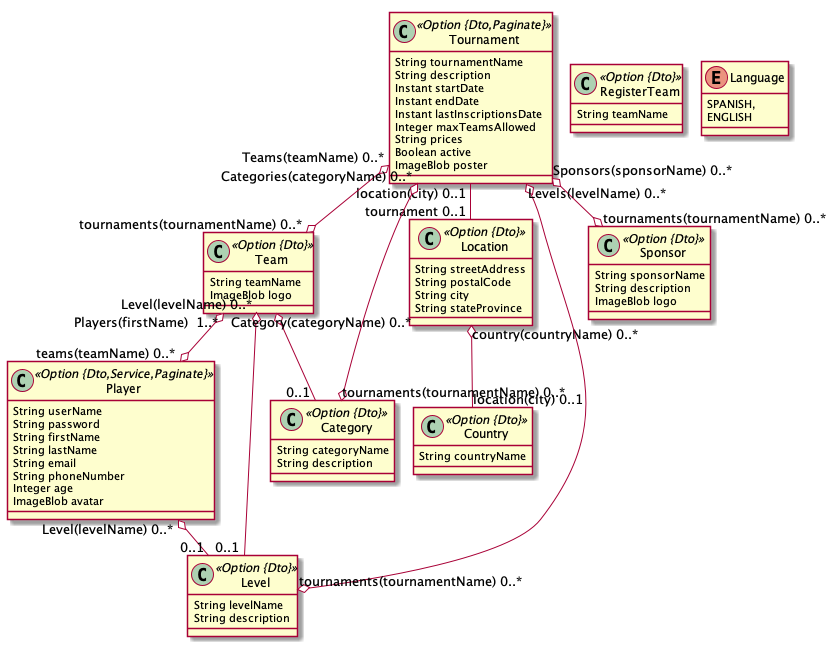 C
«Option {Dto,Paginate}»
Tournament
String tournamentName
String description
Instant startDate
Instant endDate
Instant lastInscriptionsDate
Integer maxTeamsAllowed
String prices
Boolean active
ImageBlob poster
C
«Option {Dto}»
RegisterTeam
String teamName
E
Language
SPANISH,
ENGLISH
Teams(teamName) 0..*
Categories(categoryName) 0..*
location(city) 0..1
tournament 0..1
Sponsors(sponsorName) 0..*
Levels(levelName) 0..*
tournaments(tournamentName) 0..*
tournaments(tournamentName) 0..*
C
«Option {Dto}»
Team
String teamName
ImageBlob logo
C
«Option {Dto}»
Location
String streetAddress
String postalCode
String city
String stateProvince
C
«Option {Dto}»
Sponsor
String sponsorName
String description
ImageBlob logo
Level(levelName) 0..*
Players(firstName) 1..*
Category(categoryName) 0..*
country(countryName) 0..*
teams(teamName) 0..*
C
«Option {Dto,Service,Paginate}»
Player
String userName
String password
String firstName
String lastName
String email
String phoneNumber
Integer age
ImageBlob avatar
0..1
tournaments(tournamentName) 0..*
location(city) 0..1
C
«Option {Dto}»
Category
String categoryName
String description
C
«Option {Dto}»
Country
String countryName
Level(levelName) 0..*
0..1
0..1
C
«Option {Dto}»
Level
String levelName
String description
tournaments(tournamentName) 0..*